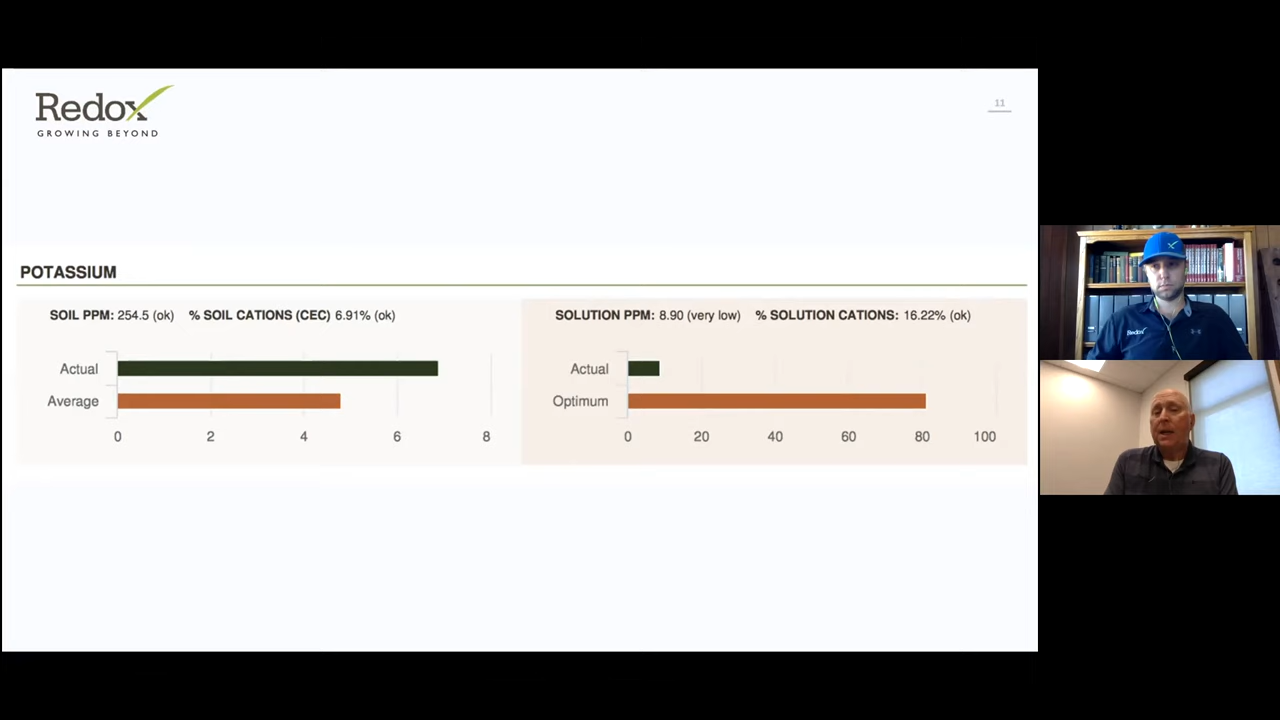 Redox
GROWING BEYOND
11
POTASSIUM
SOIL PPM: 254.5 (ok) % SOIL CATIONS (CEC) 6.91% (ok)
Actual
Average
0 2 4 6 8
SOLUTION PPM: 8.90 (very low) % SOLUTION CATIONS: 16.22% (ok)
Actual
Optimum
0 20 40 60 80 100
Redox